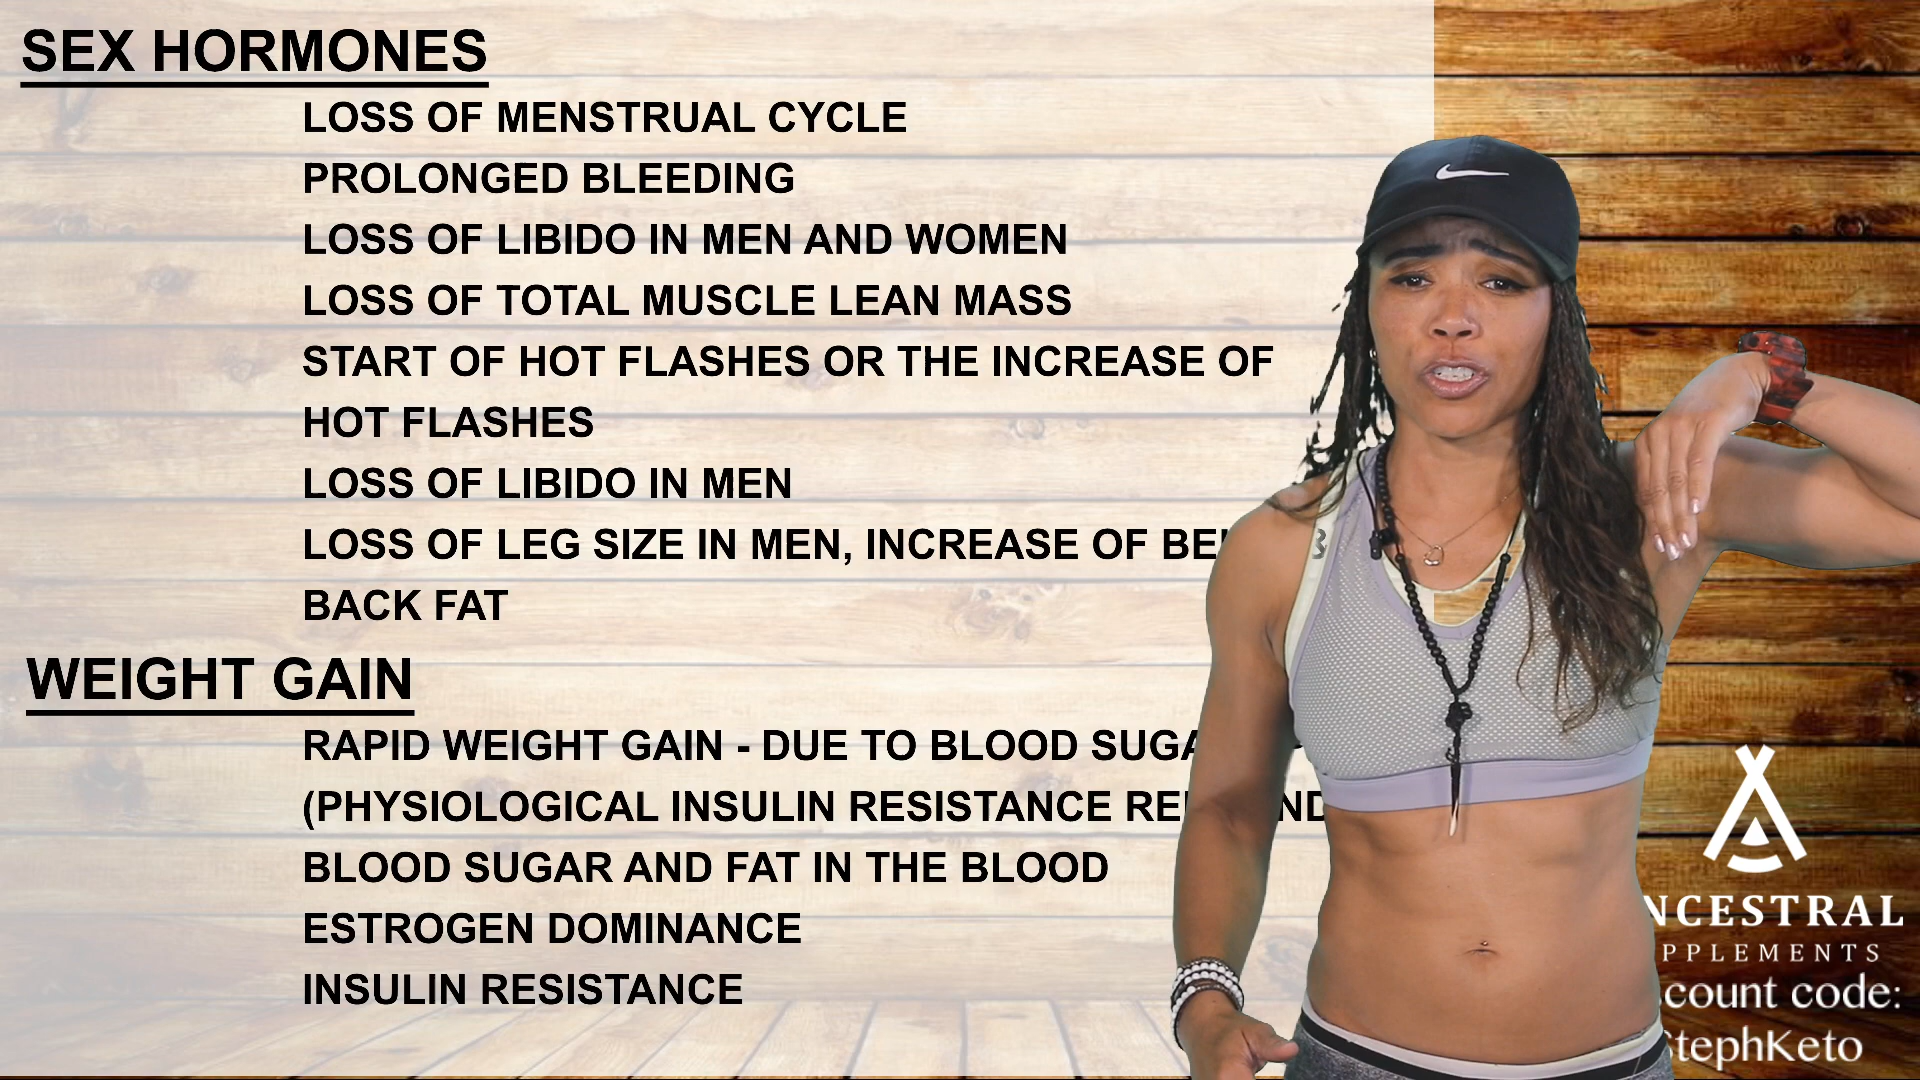 SEX HORMONES
LOSS OF MENSTRUAL CYCLE
PROLONGED BLEEDING
LOSS OF LIBIDO IN MEN AND WOMEN
LOSS OF TOTAL MUSCLE LEAN MASS
START OF HOT FLASHES OR THE INCREASE OF
HOT FLASHES
LOSS OF LIBIDO IN MEN
LOSS OF LEG SIZE IN MEN, INCREASE OF
BACK FAT
WEIGHT GAIN
RAPID WEIGHT GAIN - DUE TO BLOOD
(PHYSIOLOGICAL INSULIN RESISTANCE
BLOOD SUGAR AND FAT IN THE BLOOD
ESTROGEN DOMINANCE
INSULIN RESISTANCE
NCESTRAL
PPLEMENTS
count code:
StephKeto